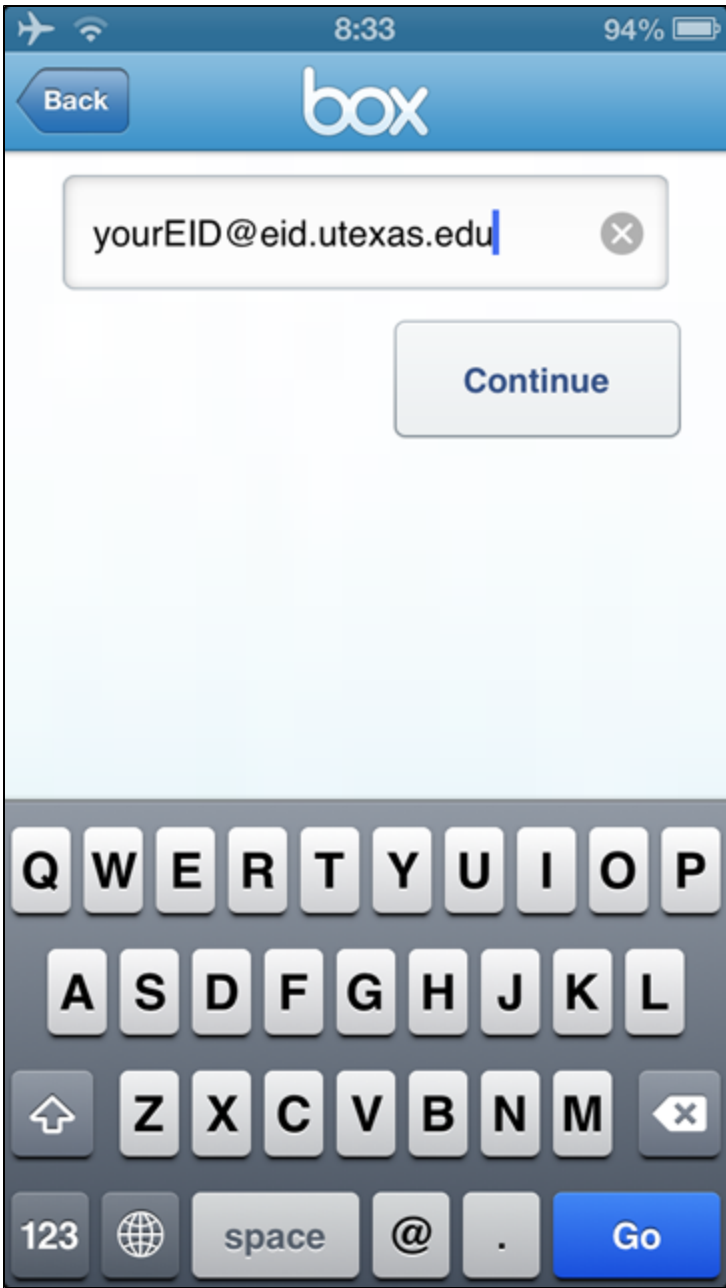 8:33 94%
Back box
yourEID@eid.utexas.edu
Continue
Q W E R T Y U I O P
A S D F G H J K L
Z X C V B N M
123 space @ . Go